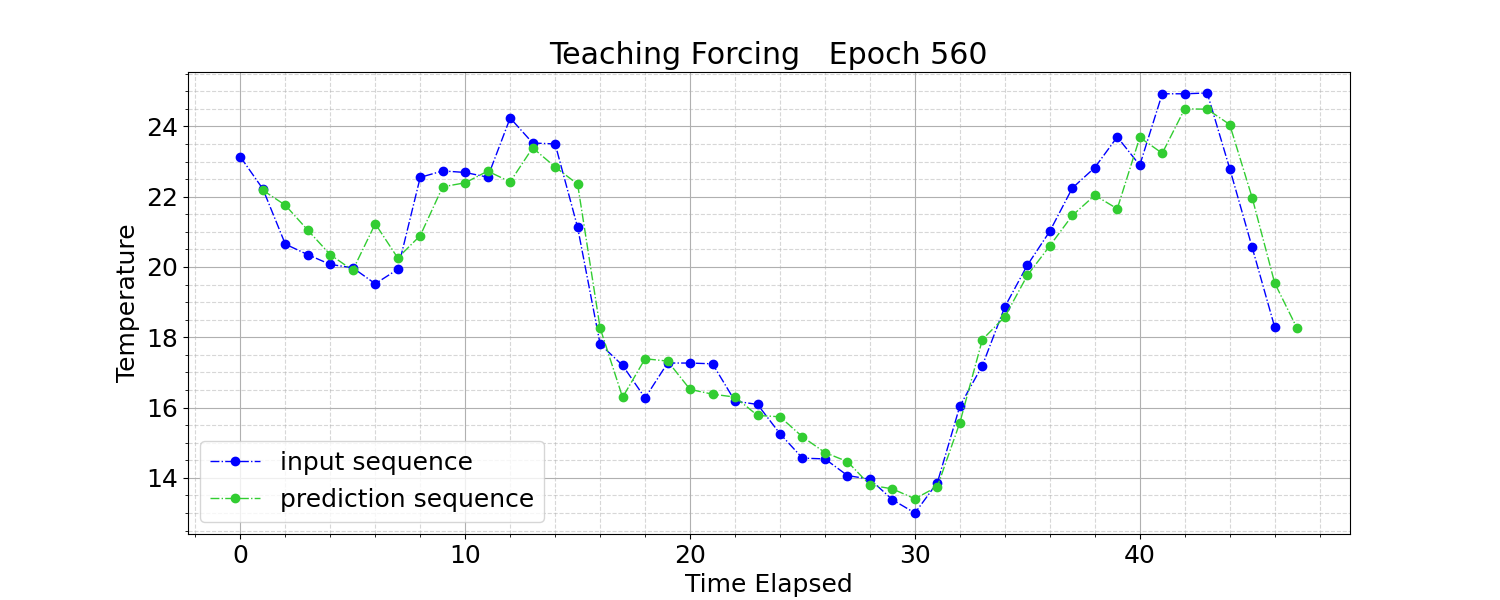 Teaching Forcing   Epoch 560
Temperature
24
22
20
18
16
14
input sequence
prediction sequence
0 10 20 30 40
Time Elapsed